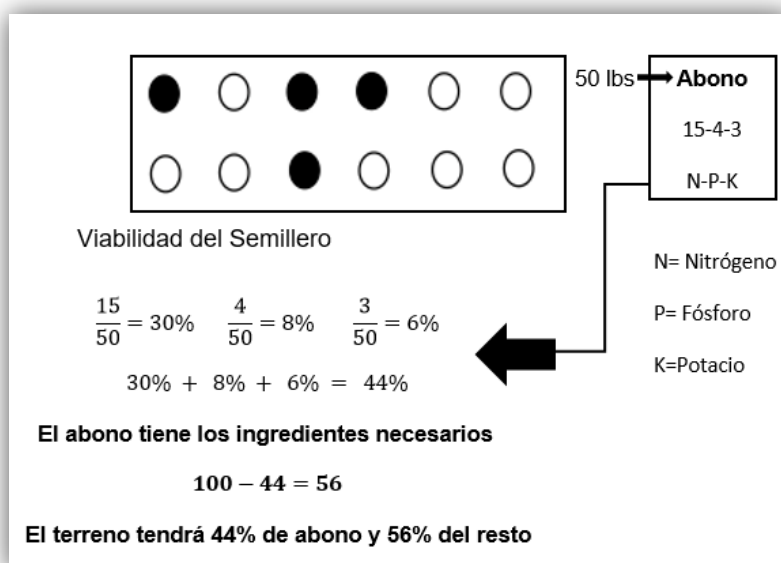 50 lbs
Abono
15-4-3
N-P-K
Viabilidad del Semillero
N= Nitrógeno
P= Fósforo
K=Potacio
15/50 = 30% 4/50 = 8% 3/50 = 6%
30% + 8% + 6% = 44%
El abono tiene los ingredientes necesarios
100 − 44 = 56
El terreno tendrá 44% de abono y 56% del resto